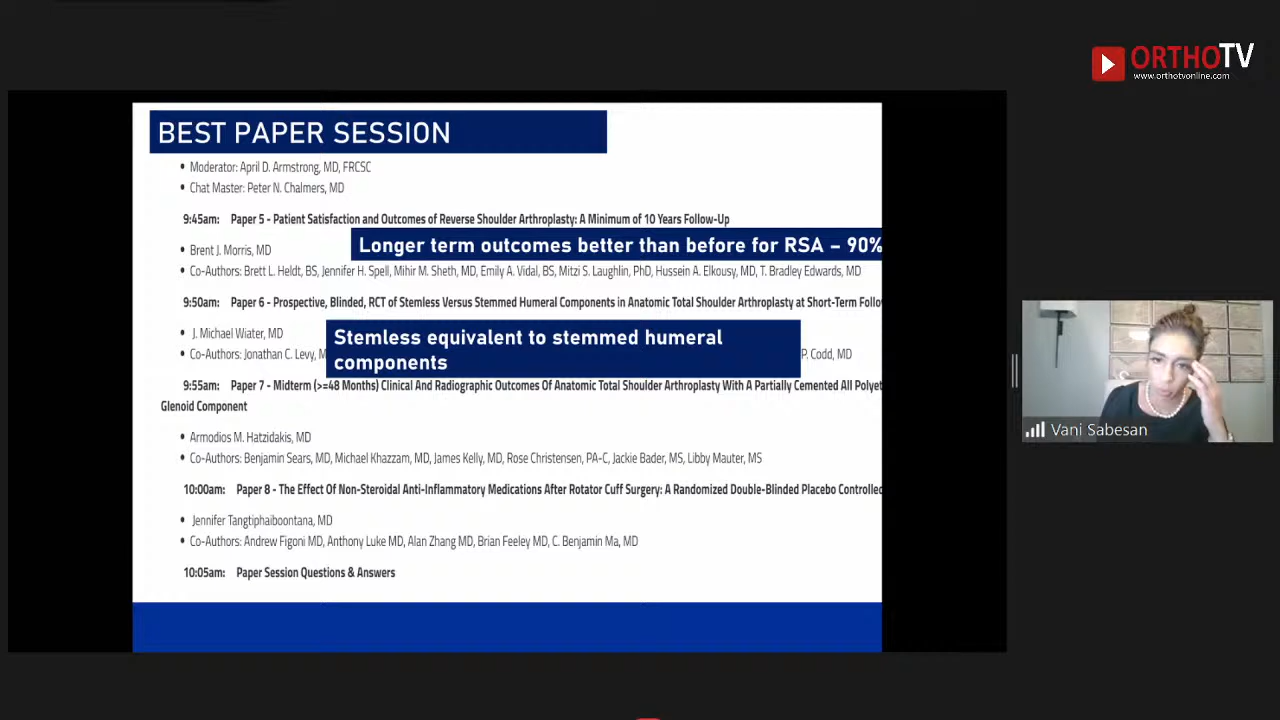 ORTHOTV
www.orthotvonline.com
BEST PAPER SESSION
• Moderator: April D. Armstrong, MD, FRCSC
• Chat Master: Peter N. Chalmers, MD
9:45am: Paper 5 - Patient Satisfaction and Outcomes of Reverse Shoulder Arthroplasty: A Minimum of 10 Years Follow-Up
• Brent J. Morris, MD
Longer term outcomes better than before for RSA – 90%
• Co-Authors: Brett L. Heldt, BS, Jennifer H. Spell, Mihir M. Sheth, MD, Emily A. Vidal, BS, Mitzi S. Laughlin, PhD, Hussein A. Elkousy, MD, T. Bradley Edwards, MD
9:50am: Paper 6 - Prospective, Blinded, RCT of Stemless Versus Stemmed Humeral Components in Anatomic Total Shoulder Arthroplasty at Short-Term Follo
• J. Michael Wiater, MD
Stemless equivalent to stemmed humeral
components
• Co-Authors: Jonathan C. Levy, M P. Codd, MD
9:55am: Paper 7 - Midterm (>=48 Months) Clinical And Radiographic Outcomes Of Anatomic Total Shoulder Arthroplasty With A Partially Cemented All Polyet
Glenoid Component
• Armodios M. Hatzidakis, MD
• Co-Authors: Benjamin Sears, MD, Michael Khazzam, MD, James Kelly, MD, Rose Christensen, PA-C, Jackie Bader, MS, Libby Mauter, MS
10:00am: Paper 8 - The Effect Of Non-Steroidal Anti-Inflammatory Medications After Rotator Cuff Surgery: A Randomized Double-Blinded Placebo Controlled
• Jennifer Tangtiphaiboontana, MD
• Co-Authors: Andrew Figoni MD, Anthony Luke MD, Alan Zhang MD, Brian Feeley MD, C. Benjamin Ma, MD
10:05am: Paper Session Questions & Answers
Vani Sabesan